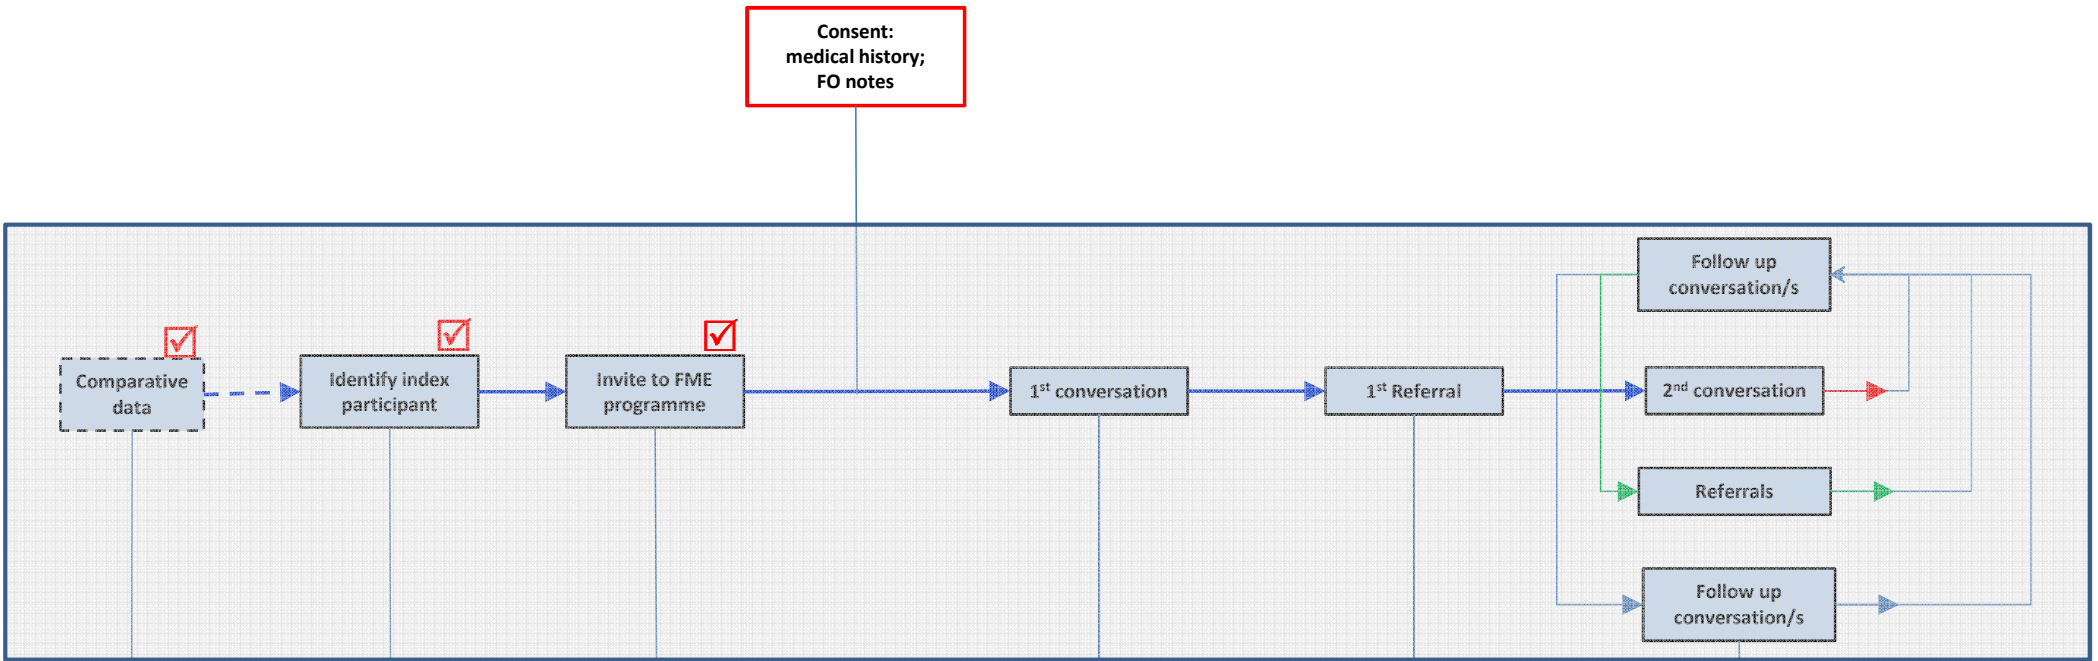 Consent:
medical history;
FO notes
Comparative
data
Identify index
participant
Invite to FME
programme
1st conversation
1st Referral
Follow up
conversation/s
2nd conversation
Referrals
Follow up
conversation/s